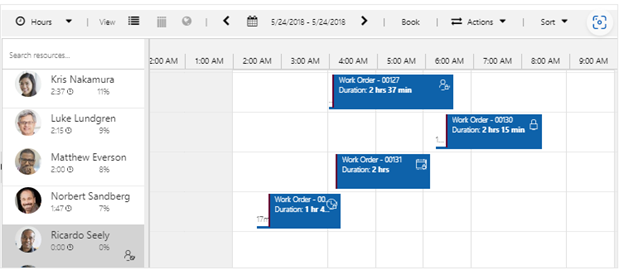 Hours View 5/24/2018 - 5/24/2018 Book Actions Sort
Search resources...
2:00 AM 1:00 AM 2:00 AM 3:00 AM 4:00 AM 5:00 AM 6:00 AM 7:00 AM 8:00 AM 9:00 AM
Kris Nakamura
2:37 11%
Work Order - 00127
Duration: 2 hrs 37 min
Luke Lundgren
2:15 9%
Work Order - 00130
Duration: 2 hrs 15 min
1...
Matthew Everson
2:00 8%
Work Order - 00131
Duration: 2 hrs
Norbert Sandberg
1:47 7%
Work Order - 00...
Duration: 1 hr 4...
17m
Ricardo Seely
0:00 0%